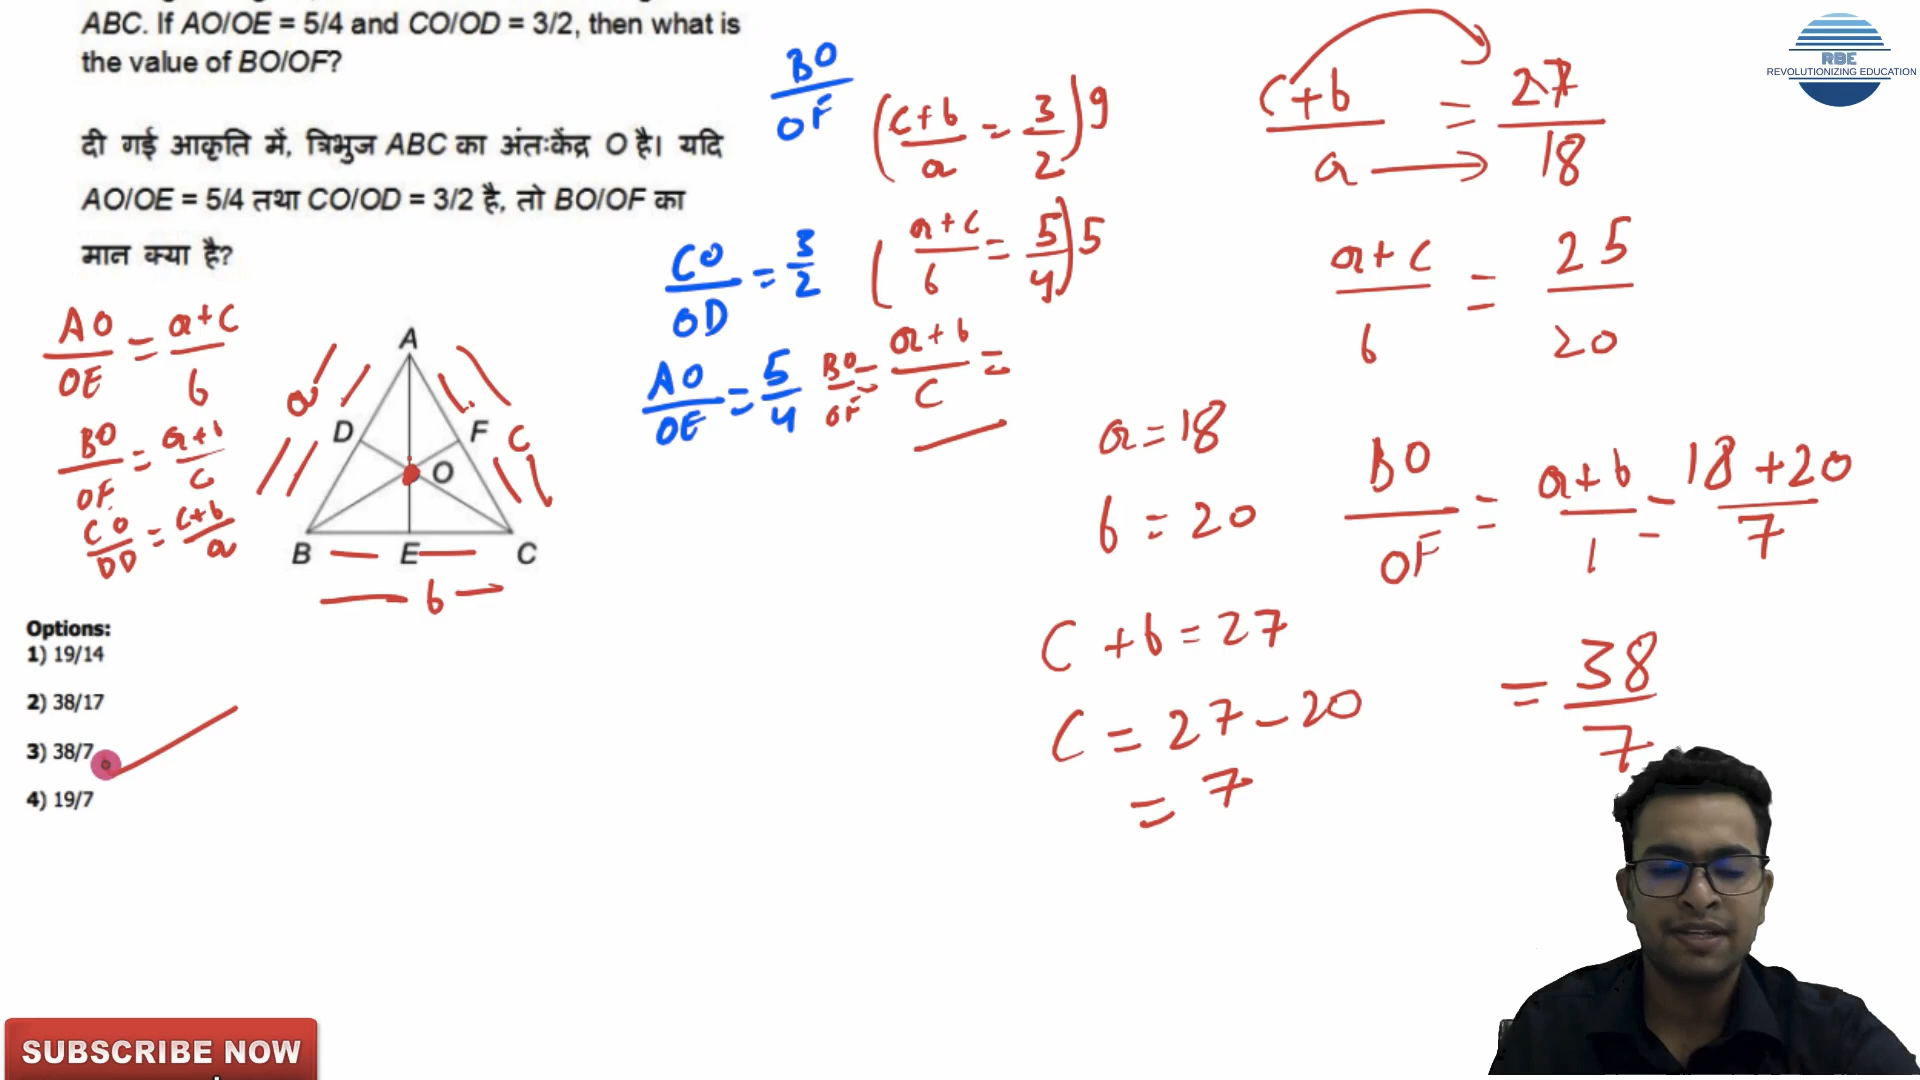 ABC. If AO/OE = 5/4 and CO/OD = 3/2, then what is
the value of BO/OF?
दी गई आकृति में, त्रिभुज ABC का अंतःकेंद्र O है। यदि
AO/OE = 5/4 तथा CO/OD = 3/2 है, तो BO/OF का
मान क्या है?
AO/OE = a+c/b
BO/OF = a+b/c
CO/OD = c+b/a
A
a
D
F
c
O
B
E
C
b
Options:
1) 19/14
2) 38/17
3) 38/7
4) 19/7
BO/OF
CO/OD = 3/2
AO/OE = 5/4
(c+b/a = 3/2)9
(a+c/b = 5/4)5
BO/OF = a+b/c =
c+b/a = 27/18
a+c/b = 25/20
a = 18
b = 20
C + b = 27
C = 27 - 20
= 7
BO/OF = a+b/1 = 18+20/7
= 38/7
RBE
REVOLUTIONIZING EDUCATION
SUBSCRIBE NOW